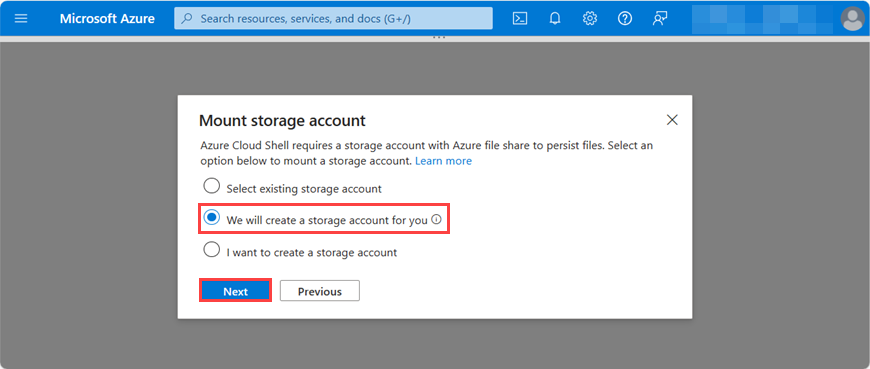 Microsoft Azure
Search resources, services, and docs (G+/)
Mount storage account
Azure Cloud Shell requires a storage account with Azure file share to persist files. Select an
option below to mount a storage account. Learn more
Select existing storage account
We will create a storage account for you
I want to create a storage account
Next
Previous